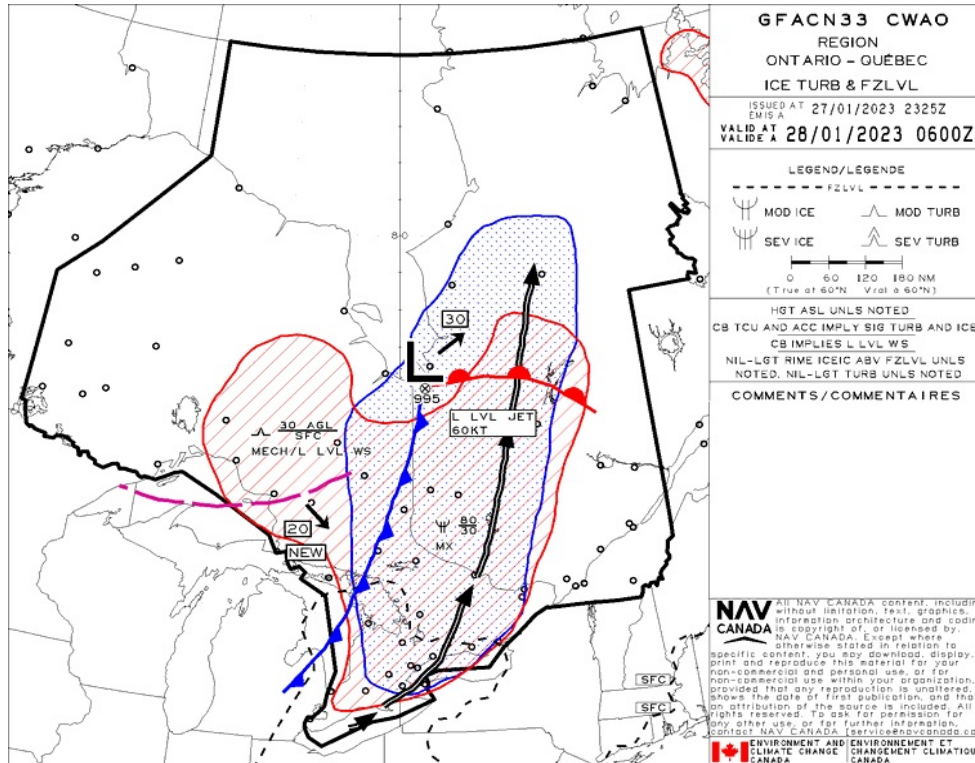 GFACN33 CWAO
REGION
ONTARIO - QUÉBEC
ICE TURB & FZLVL
ISSUED AT
EMIS A
27/01/2023 2325Z
VALID AT
VALIDE A
28/01/2023 0600Z
LEGEND/LÉGENDE
FZLVL
MOD ICE
MOD TURB
SEV ICE
SEV TURB
0 60 120 180 NM
(True at 60°N Vrai à 60°N)
HGT ASL UNLS NOTED
CB TCU AND ACC IMPLY SIG TURB AND ICE
CB IMPLIES L LVL WS
NIL-LGT RIME ICEIC ABV FZLVL UNLS
NOTED. NIL-LGT TURB UNLS NOTED
COMMENTS/COMMENTAIRES
80
30
L
995
L LVL JET
60KT
30 AGL
SFC
MECH/L LVL WS
20
NEW
80
30
MX
SFC
SFC
NAV
CANADA
All NAV CANADA content, includin
without limitation, text, graphics,
information architecture and codin
is copyright of, or licensed by,
NAV CANADA. Except where
otherwise stated in relation to
specific content, you may download, display,
print and reproduce this material for your
non-commercial and personal use, or for
non-commercial use within your organization,
provided that any reproduction is unaltered,
shows the date of first publication, and tha
an attribution of the source is included. All
rights reserved. To ask for permission for
any other use, or for further information,
contact NAV CANADA (service@navcanada.ca
ENVIRONMENT AND
CLIMATE CHANGE
CANADA
ENVIRONNEMENT ET
CHANGEMENT CLIMATIQU
CANADA